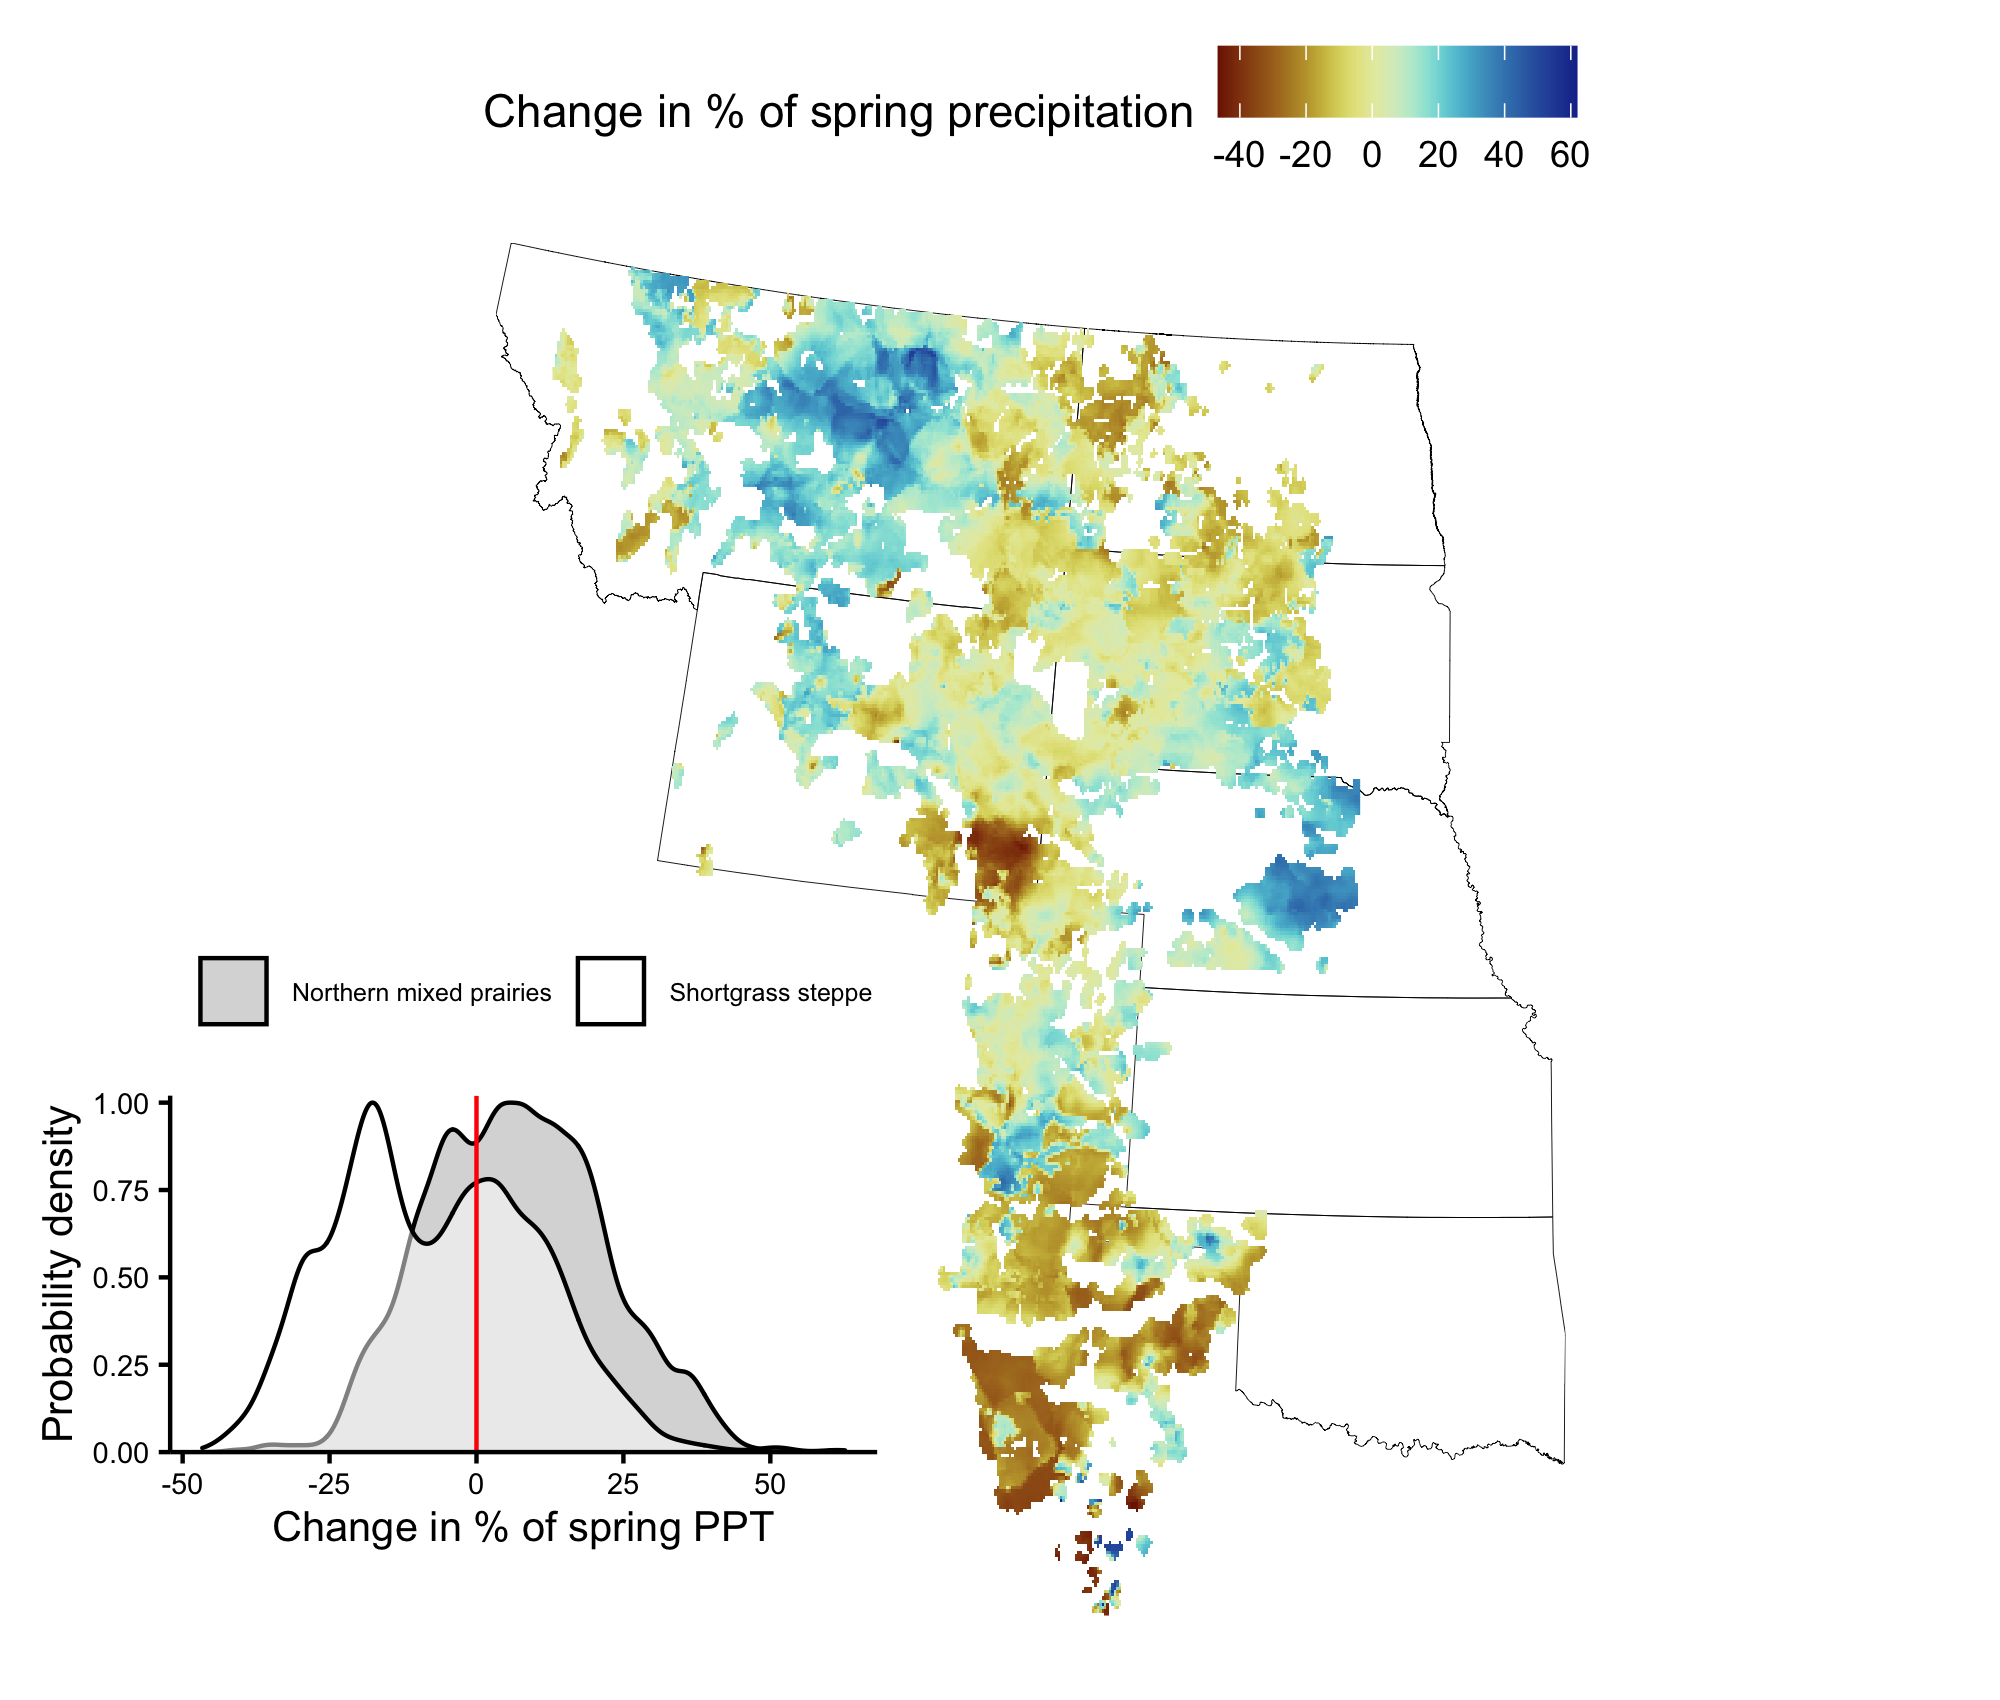 Change in % of spring precipitation
-40 -20 0 20 40 60
Northern mixed prairies Shortgrass steppe
Probability density
1.00
0.75
0.50
0.25
0.00
-50 -25 0 25 50
Change in % of spring PPT